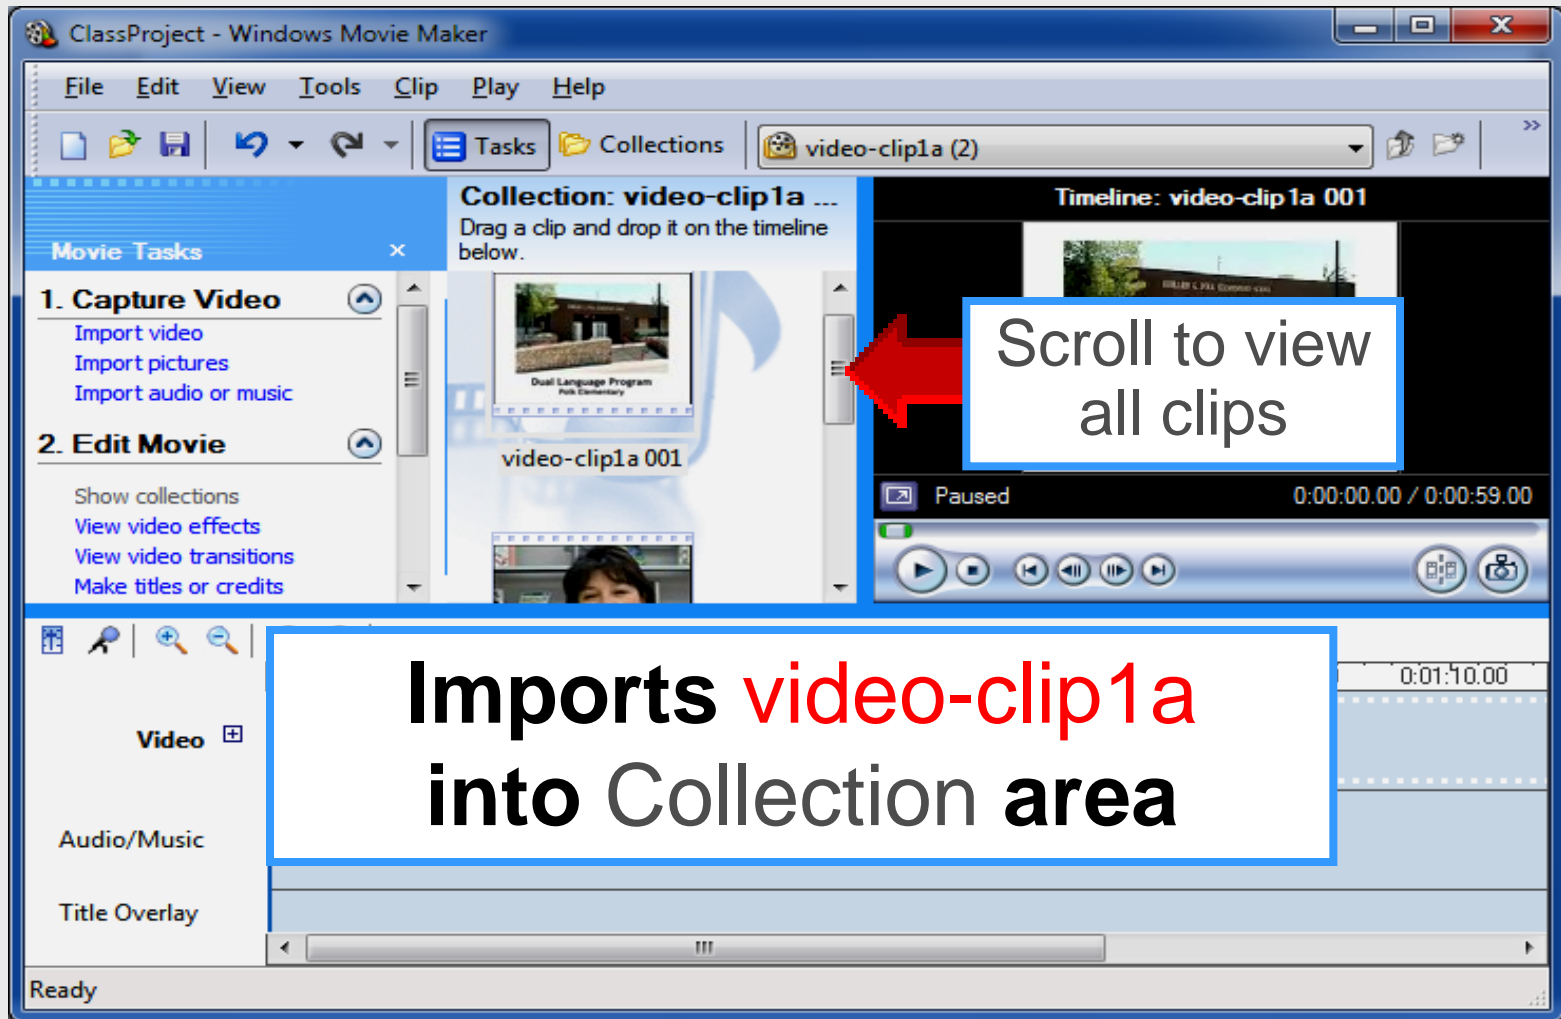 ClassProject - Windows Movie Maker
File Edit View Tools Clip Play Help
Tasks Collections video-clip1a (2)
Movie Tasks
1. Capture Video
Import video
Import pictures
Import audio or music
2. Edit Movie
Show collections
View video effects
View video transitions
Make titles or credits
Collection: video-clip1a ...
Drag a clip and drop it on the timeline
below.
Dual Language Program
Polk Elementary
video-clip1a 001
Timeline: video-clip1a 001
Scroll to view
all clips
Paused 0:00:00.00 / 0:00:59.00
0:01:10.00
Imports video-clip1a
into Collection area
Video
Audio/Music
Title Overlay
Ready